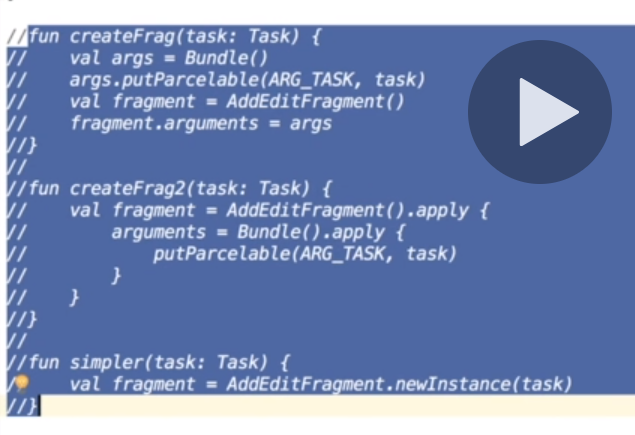 //fun createFrag(task: Task) {
//    val args = Bundle()
//    args.putParcelable(ARG_TASK, task)
//    val fragment = AddEditFragment()
//    fragment.arguments = args
//}
//
//fun createFrag2(task: Task) {
//    val fragment = AddEditFragment().apply {
//        arguments = Bundle().apply {
//            putParcelable(ARG_TASK, task)
//        }
//    }
//}
//
//fun simpler(task: Task) {
/    val fragment = AddEditFragment.newInstance(task)
//}